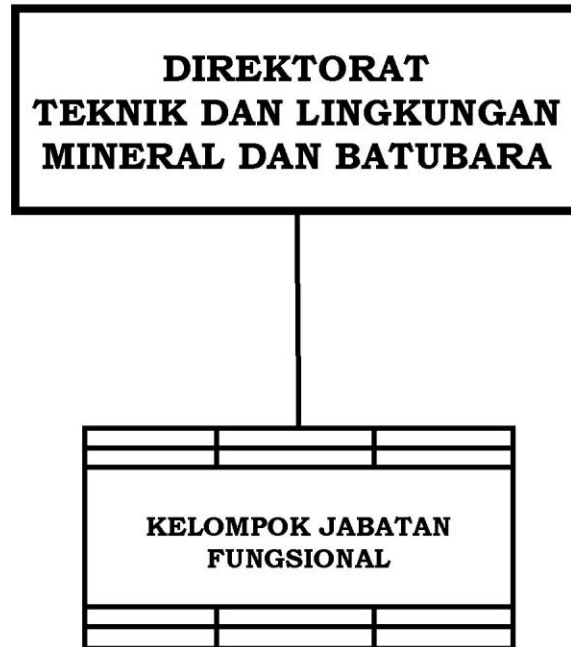 DIREKTORAT
TEKNIK DAN LINGKUNGAN
MINERAL DAN BATUBARA
KELOMPOK JABATAN
FUNGSIONAL